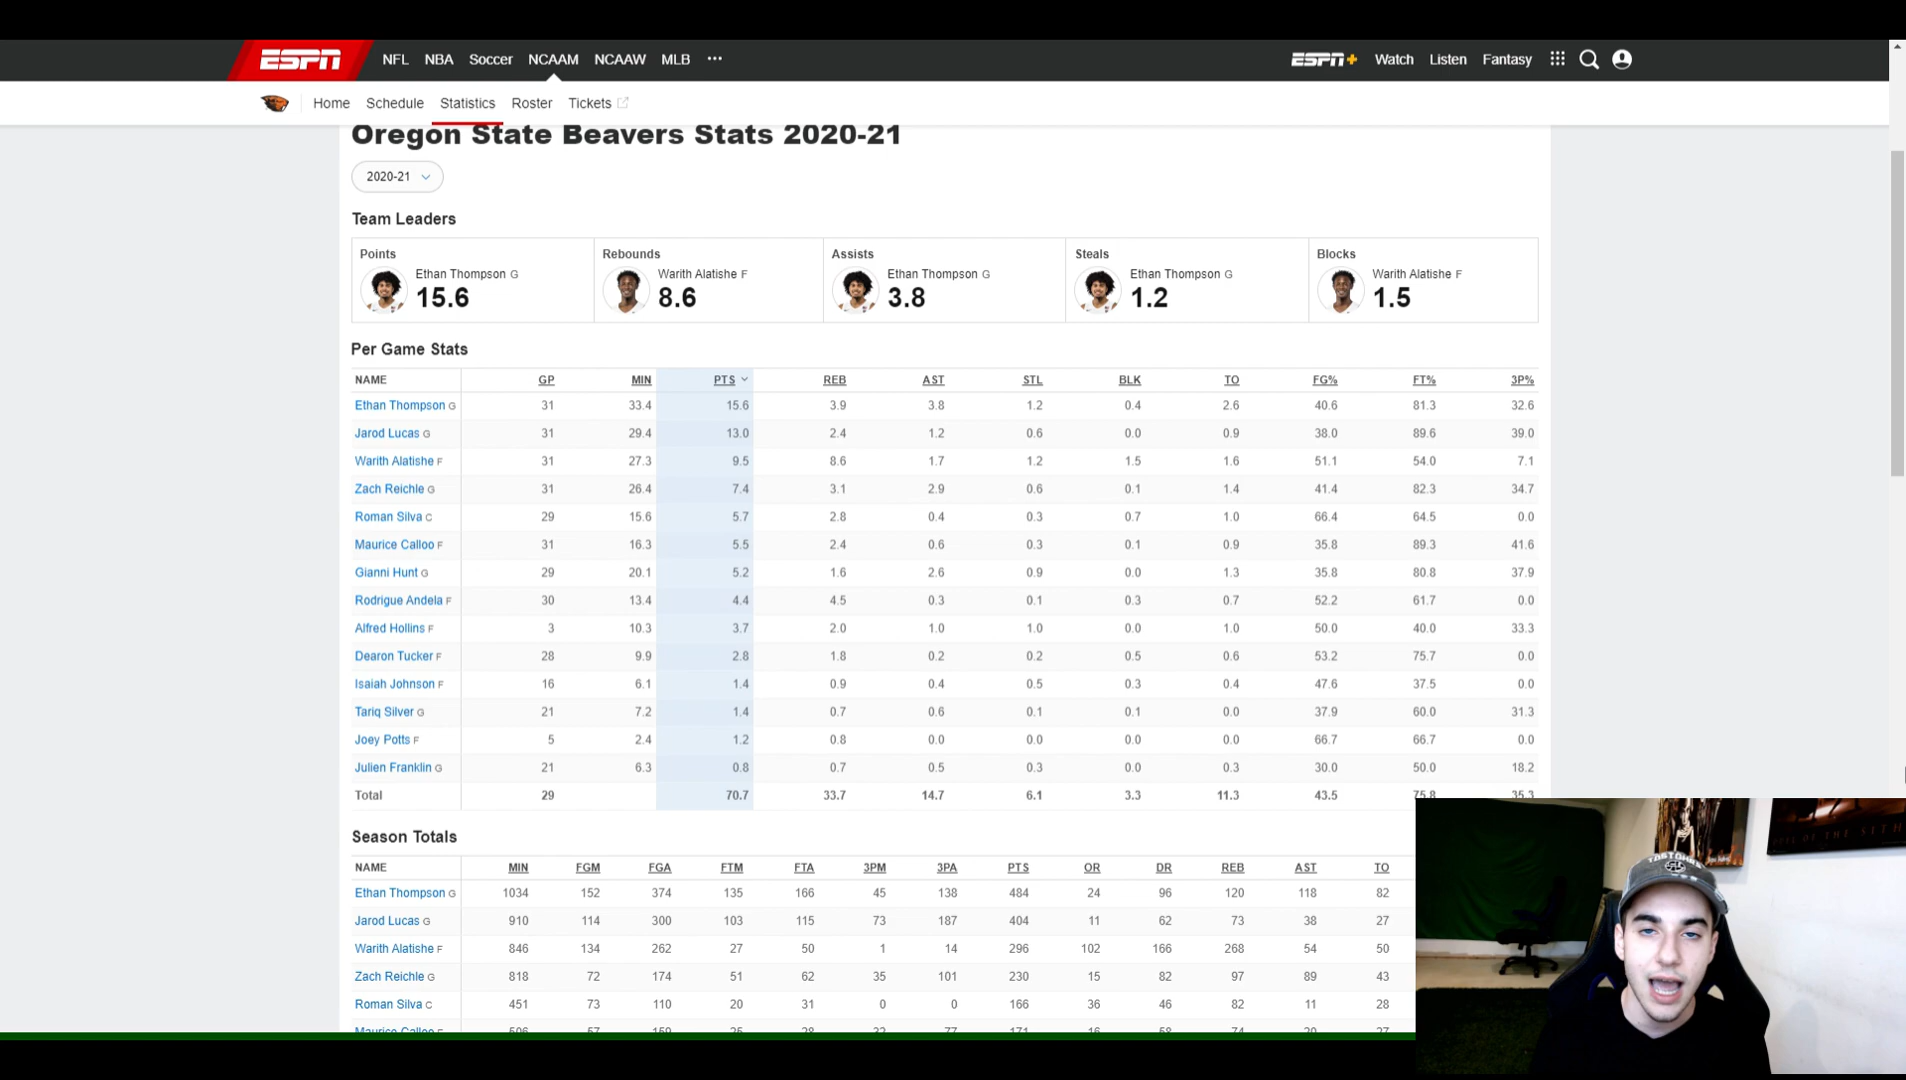 ESPN NFL NBA Soccer NCAAM NCAAW MLB ... ESPN+ Watch Listen Fantasy
Home Schedule Statistics Roster Tickets
Oregon State Beavers Stats 2020-21
2020-21
Team Leaders
Points Rebounds Assists Steals Blocks
Ethan Thompson G Warith Alatishe F Ethan Thompson G Ethan Thompson G Warith Alatishe F
15.6 8.6 3.8 1.2 1.5
Per Game Stats
NAME GP MIN PTS REB AST STL BLK TO FG% FT% 3P%
Ethan Thompson G 31 33.4 15.6 3.9 3.8 1.2 0.4 2.6 40.6 81.3 32.6
Jarod Lucas G 31 29.4 13.0 2.4 1.2 0.6 0.0 0.9 38.0 89.6 39.0
Warith Alatishe F 31 27.3 9.5 8.6 1.7 1.2 1.5 1.6 51.1 54.0 7.1
Zach Reichle G 31 26.4 7.4 3.1 2.9 0.6 0.1 1.4 41.4 82.3 34.7
Roman Silva C 29 15.6 5.7 2.8 0.4 0.3 0.7 1.0 66.4 64.5 0.0
Maurice Calloo F 31 16.3 5.5 2.4 0.6 0.3 0.1 0.9 35.8 89.3 41.6
Gianni Hunt G 29 20.1 5.2 1.6 2.6 0.9 0.0 1.3 35.8 80.8 37.9
Rodrigue Andela F 30 13.4 4.4 4.5 0.3 0.1 0.3 0.7 52.2 61.7 0.0
Alfred Hollins F 3 10.3 3.7 2.0 1.0 1.0 0.0 1.0 50.0 40.0 33.3
Dearon Tucker F 28 9.9 2.8 1.8 0.2 0.2 0.5 0.6 53.2 75.7 0.0
Isaiah Johnson F 16 6.1 1.4 0.9 0.4 0.5 0.3 0.4 47.6 37.5 0.0
Tariq Silver G 21 7.2 1.4 0.7 0.6 0.1 0.1 0.0 37.9 60.0 31.3
Joey Potts F 5 2.4 1.2 0.8 0.0 0.0 0.0 0.0 66.7 66.7 0.0
Julien Franklin G 21 6.3 0.8 0.7 0.5 0.3 0.0 0.3 30.0 50.0 18.2
Total 29 70.7 33.7 14.7 6.1 3.3 11.3 43.5 75.8 35.3
Season Totals
NAME MIN FGM FGA FTM FTA 3PM 3PA PTS OR DR REB AST TO
Ethan Thompson G 1034 152 374 135 166 45 138 484 24 96 120 118 82
Jarod Lucas G 910 114 300 103 115 73 187 404 11 62 73 38 27
Warith Alatishe F 846 134 262 27 50 1 14 296 102 166 268 54 50
Zach Reichle G 818 72 174 51 62 35 101 230 15 82 97 89 43
Roman Silva C 451 73 110 20 31 0 0 166 36 46 82 11 28
Maurice Calloo F 506 57 159 25 28 32 77 171 16 58 74 20 27